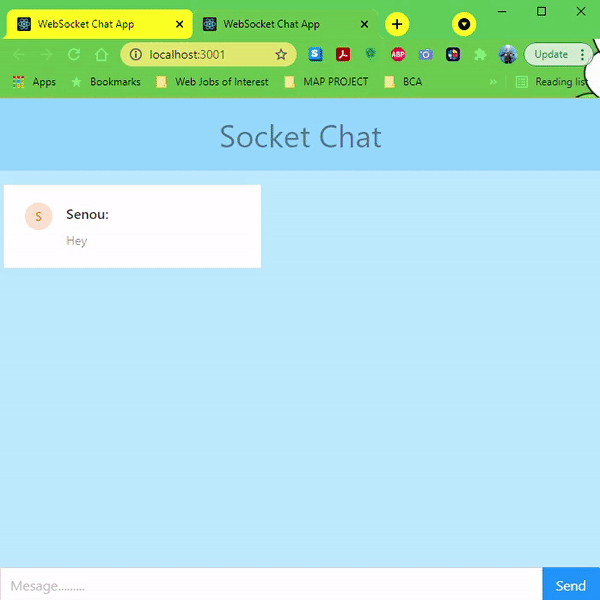 WebSocket Chat App
WebSocket Chat App
localhost:3001
ABP
Update
Apps
Bookmarks
Web Jobs of Interest
MAP PROJECT
BCA
»
Reading list
Socket Chat
S
Senou:
Hey
Mesage.........
Send